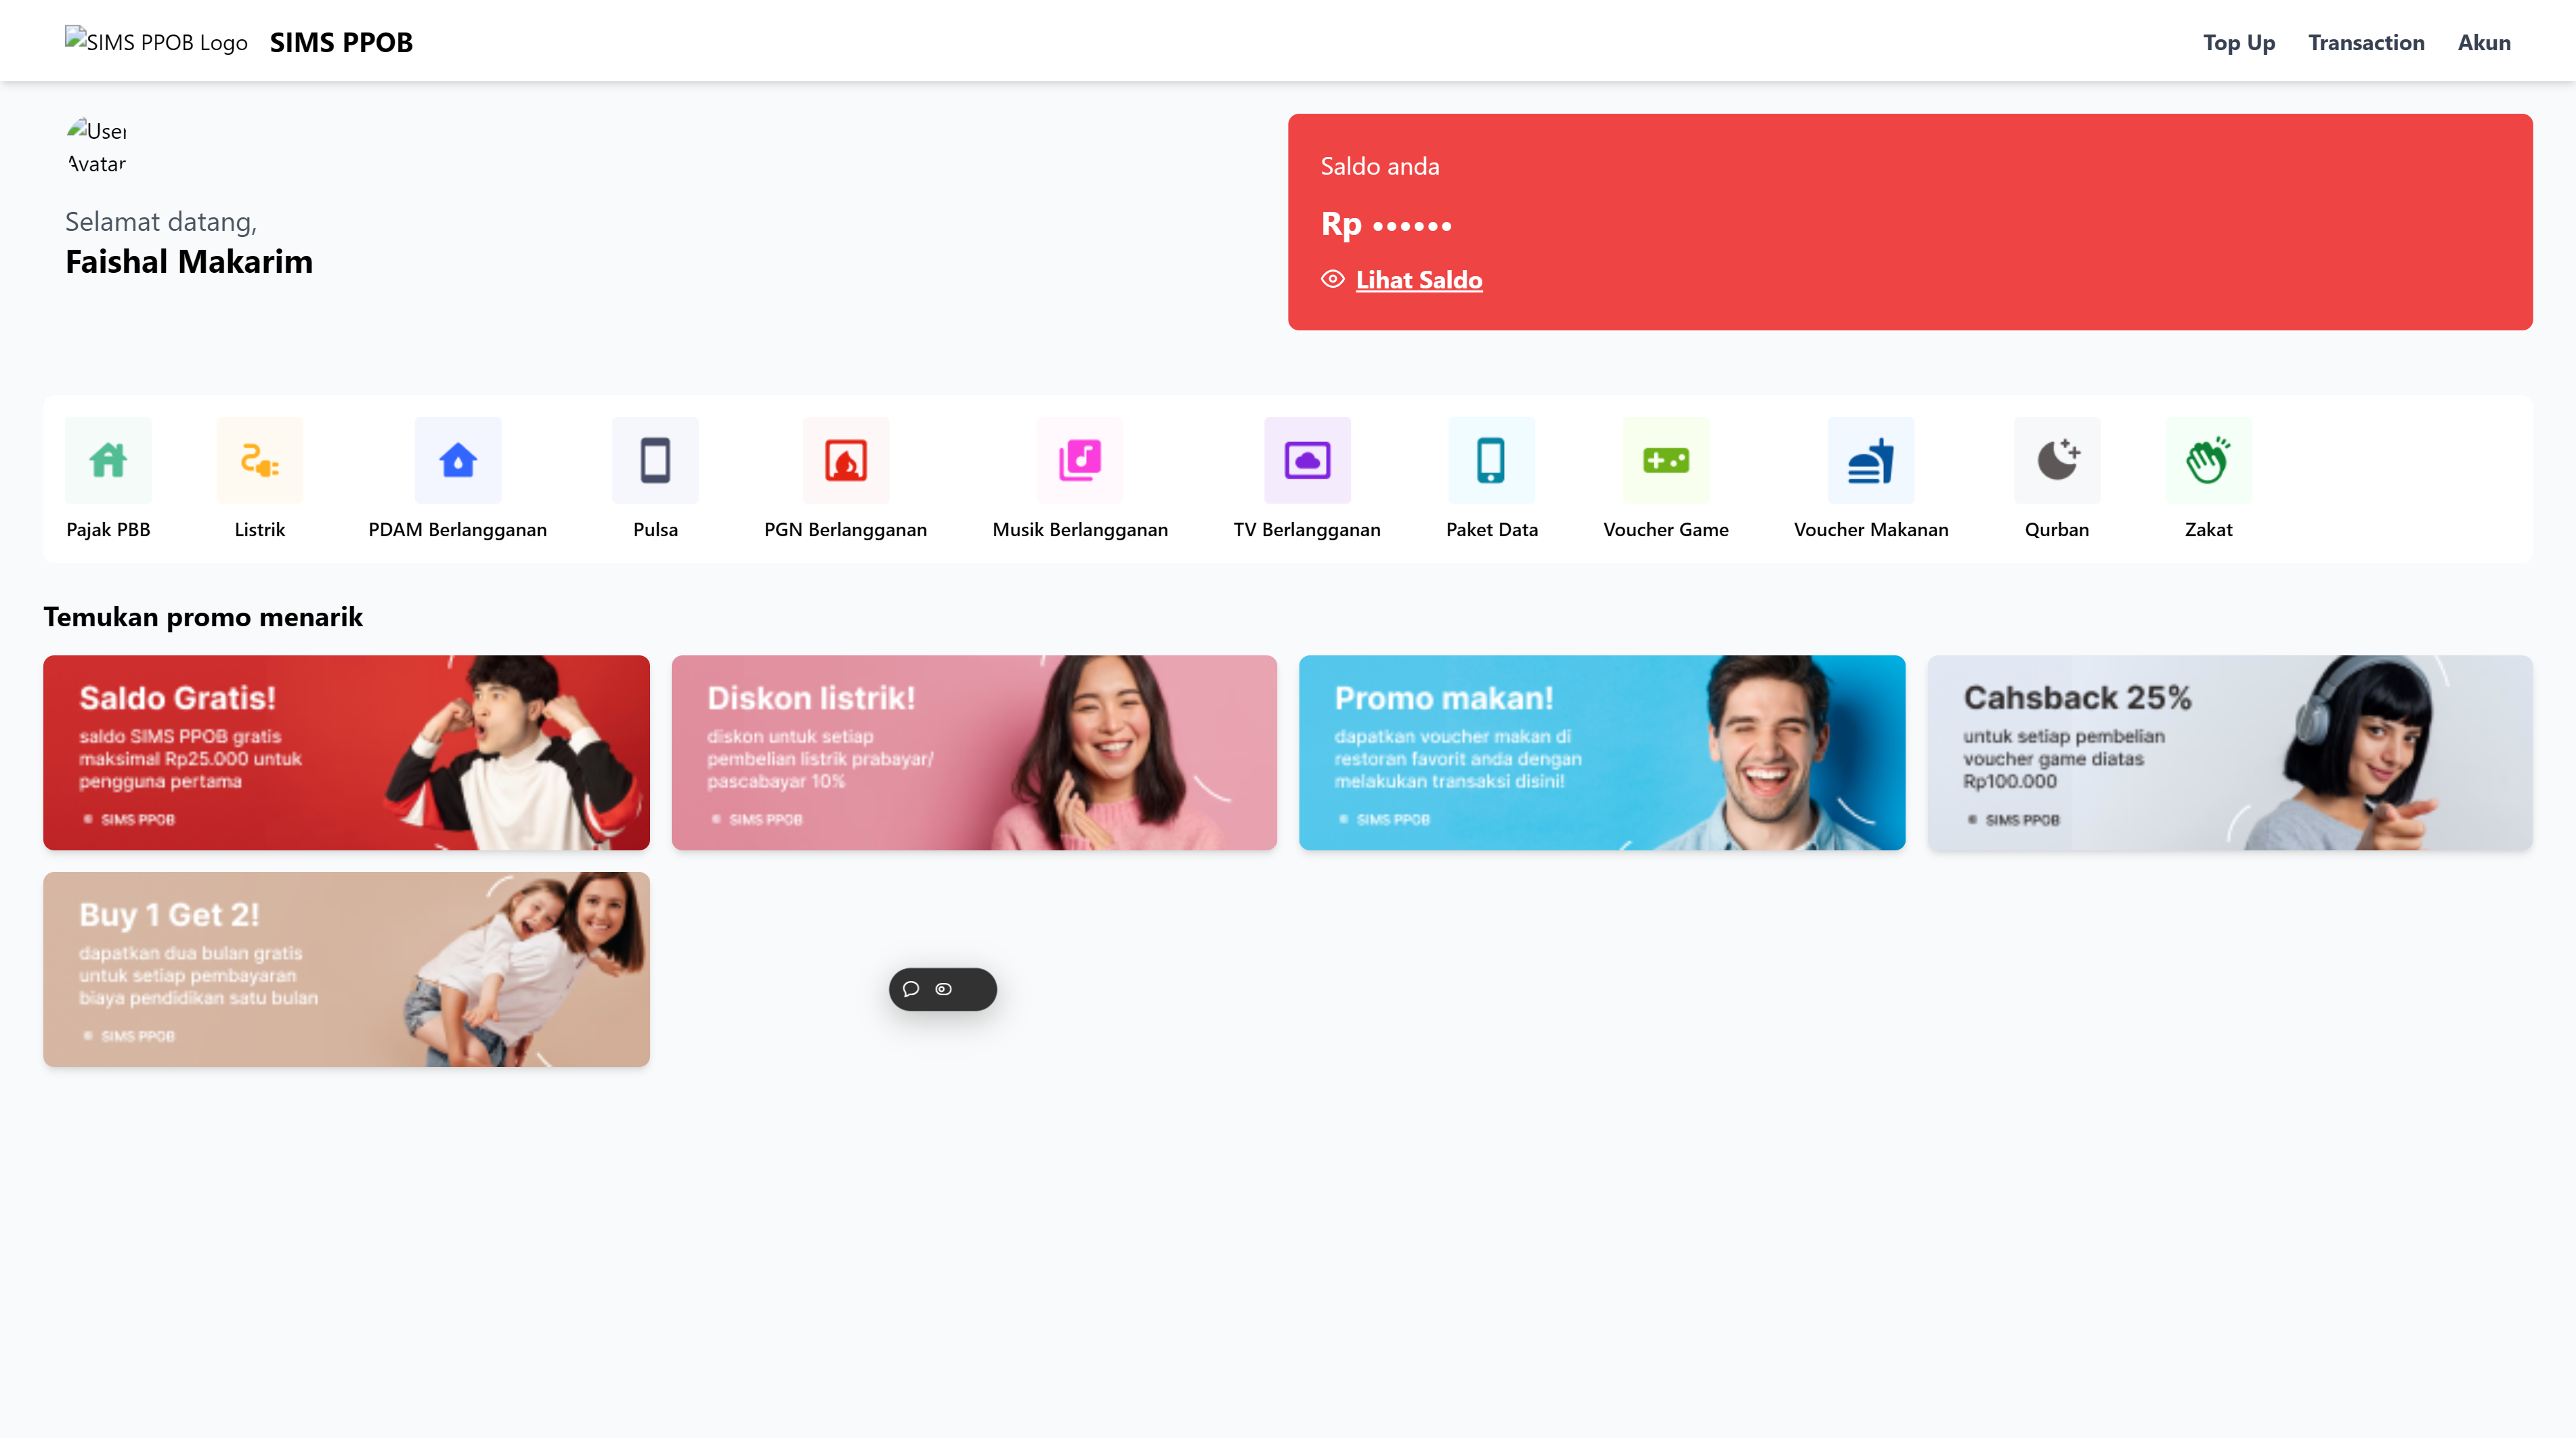 SIMS PPOB Logo SIMS PPOB
Top Up Transaction Akun
User
Avatar
Selamat datang,
Faishal Makarim
Saldo anda
Rp ••••••
Lihat Saldo
Pajak PBB
Listrik
PDAM Berlangganan
Pulsa
PGN Berlangganan
Musik Berlangganan
TV Berlangganan
Paket Data
Voucher Game
Voucher Makanan
Qurban
Zakat
Temukan promo menarik
Saldo Gratis!
saldo SIMS PPOB gratis
maksimal Rp25.000 untuk
pengguna pertama
SIMS PPOB
Diskon listrik!
diskon untuk setiap
pembelian listrik prabayar/
pascabayar 10%
SIMS PPOB
Promo makan!
dapatkan voucher makan di
restoran favorit anda dengan
melakukan transaksi disini!
SIMS PPOB
Cahsback 25%
untuk setiap pembelian
voucher game diatas
Rp100.000
SIMS PPOB
Buy 1 Get 2!
dapatkan dua bulan gratis
untuk setiap pembayaran
biaya pendidikan satu bulan
SIMS PPOB